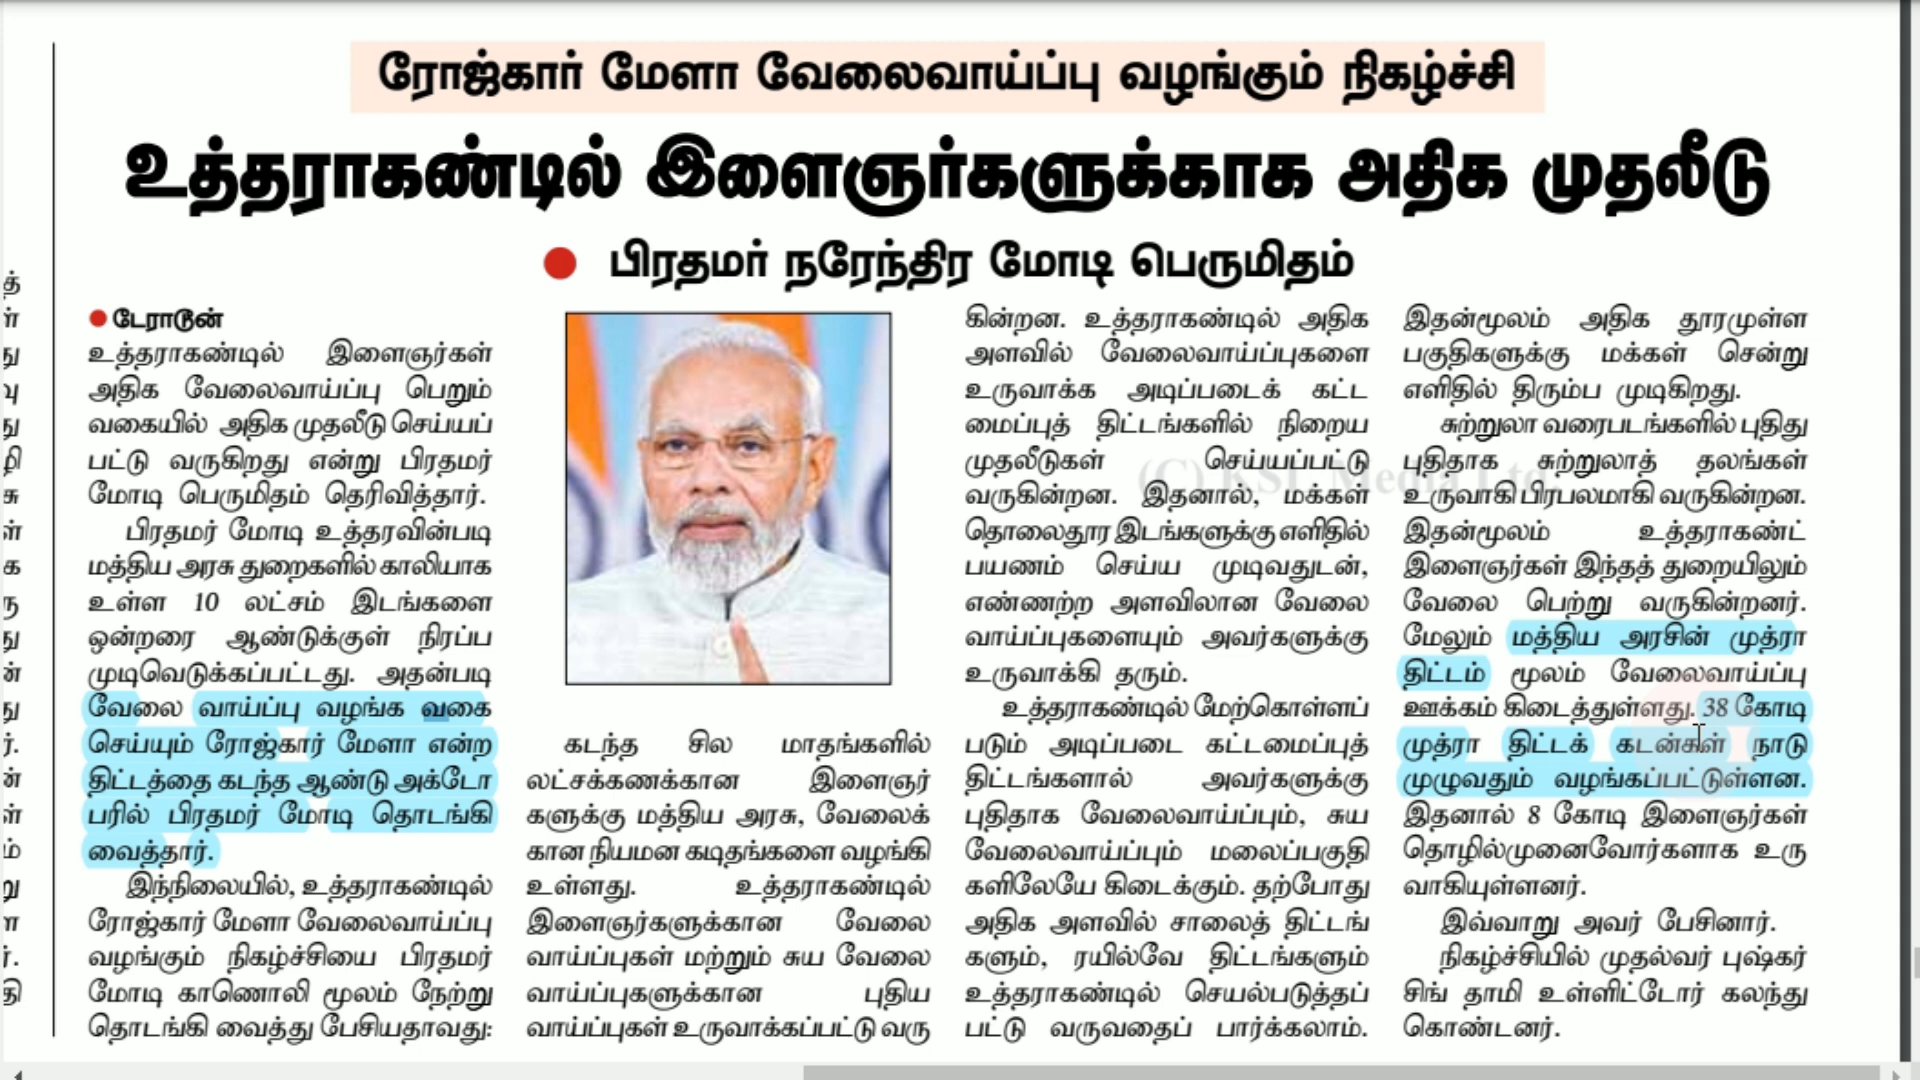 ரோஜ்கார் மேளா வேலைவாய்ப்பு வழங்கும் நிகழ்ச்சி
உத்தராகண்டில் இளைஞர்களுக்காக அதிக முதலீடு
பிரதமர் நரேந்திர மோடி பெருமிதம்
டேராடூன்
உத்தராகண்டில் இளைஞர்கள்
அதிக வேலைவாய்ப்பு பெறும்
வகையில் அதிக முதலீடு செய்யப்
பட்டு வருகிறது என்று பிரதமர்
மோடி பெருமிதம் தெரிவித்தார்.
பிரதமர் மோடி உத்தரவின்படி
மத்திய அரசு துறைகளில் காலியாக
உள்ள 10 லட்சம் இடங்களை
ஒன்றரை ஆண்டுக்குள் நிரப்ப
முடிவெடுக்கப்பட்டது. அதன்படி
வேலை வாய்ப்பு வழங்க வகை
செய்யும் ரோஜ்கார் மேளா என்ற
திட்டத்தை கடந்த ஆண்டு அக்டோ
பரில் பிரதமர் மோடி தொடங்கி
வைத்தார்.
இந்நிலையில், உத்தராகண்டில்
ரோஜ்கார் மேளா வேலைவாய்ப்பு
வழங்கும் நிகழ்ச்சியை பிரதமர்
மோடி காணொலி மூலம் நேற்று
தொடங்கி வைத்து பேசியதாவது:
கடந்த சில மாதங்களில்
லட்சக்கணக்கான இளைஞர்
களுக்கு மத்திய அரசு, வேலைக்
கான நியமன கடிதங்களை வழங்கி
உள்ளது. உத்தராகண்டில்
இளைஞர்களுக்கான வேலை
வாய்ப்புகள் மற்றும் சுய வேலை
வாய்ப்புகளுக்கான புதிய
வாய்ப்புகள் உருவாக்கப்பட்டு வரு
கின்றன. உத்தராகண்டில் அதிக
அளவில் வேலைவாய்ப்புகளை
உருவாக்க அடிப்படைக் கட்ட
மைப்புத் திட்டங்களில் நிறைய
முதலீடுகள் செய்யப்பட்டு
வருகின்றன. இதனால், மக்கள்
தொலைதூர இடங்களுக்கு எளிதில்
பயணம் செய்ய முடிவதுடன்,
எண்ணற்ற அளவிலான வேலை
வாய்ப்புகளையும் அவர்களுக்கு
உருவாக்கி தரும்.
உத்தராகண்டில் மேற்கொள்ளப்
படும் அடிப்படை கட்டமைப்புத்
திட்டங்களால் அவர்களுக்கு
புதிதாக வேலைவாய்ப்பும், சுய
வேலைவாய்ப்பும் மலைப்பகுதி
களிலேயே கிடைக்கும். தற்போது
அதிக அளவில் சாலைத் திட்டங்
களும், ரயில்வே திட்டங்களும்
உத்தராகண்டில் செயல்படுத்தப்
பட்டு வருவதைப் பார்க்கலாம்.
இதன்மூலம் அதிக தூரமுள்ள
பகுதிகளுக்கு மக்கள் சென்று
எளிதில் திரும்ப முடிகிறது.
சுற்றுலா வரைபடங்களில் புதிது
புதிதாக சுற்றுலாத் தலங்கள்
உருவாகி பிரபலமாகி வருகின்றன.
இதன்மூலம் உத்தராகண்ட்
இளைஞர்கள் இந்தத் துறையிலும்
வேலை பெற்று வருகின்றனர்.
மேலும் மத்திய அரசின் முத்ரா
திட்டம் மூலம் வேலைவாய்ப்பு
ஊக்கம் கிடைத்துள்ளது. 38 கோடி
முத்ரா திட்டக் கடன்கள் நாடு
முழுவதும் வழங்கப்பட்டுள்ளன.
இதனால் 8 கோடி இளைஞர்கள்
தொழில்முனைவோர்களாக உரு
வாகியுள்ளனர்.
இவ்வாறு அவர் பேசினார்.
நிகழ்ச்சியில் முதல்வர் புஷ்கர்
சிங் தாமி உள்ளிட்டோர் கலந்து
கொண்டனர்.
(C) KSL Media Ltd.